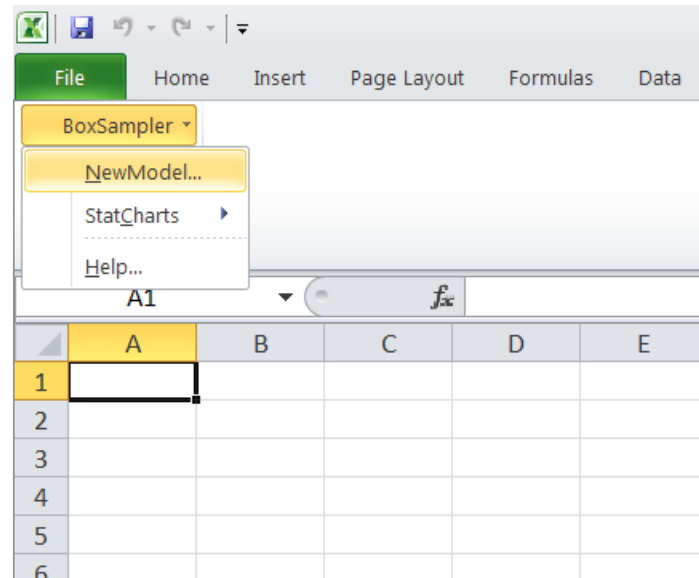 File Home Insert Page Layout Formulas Data
BoxSampler
NewModel...
StatCharts
Help...
A1 fx
A B C D E
1
2
3
4
5
6